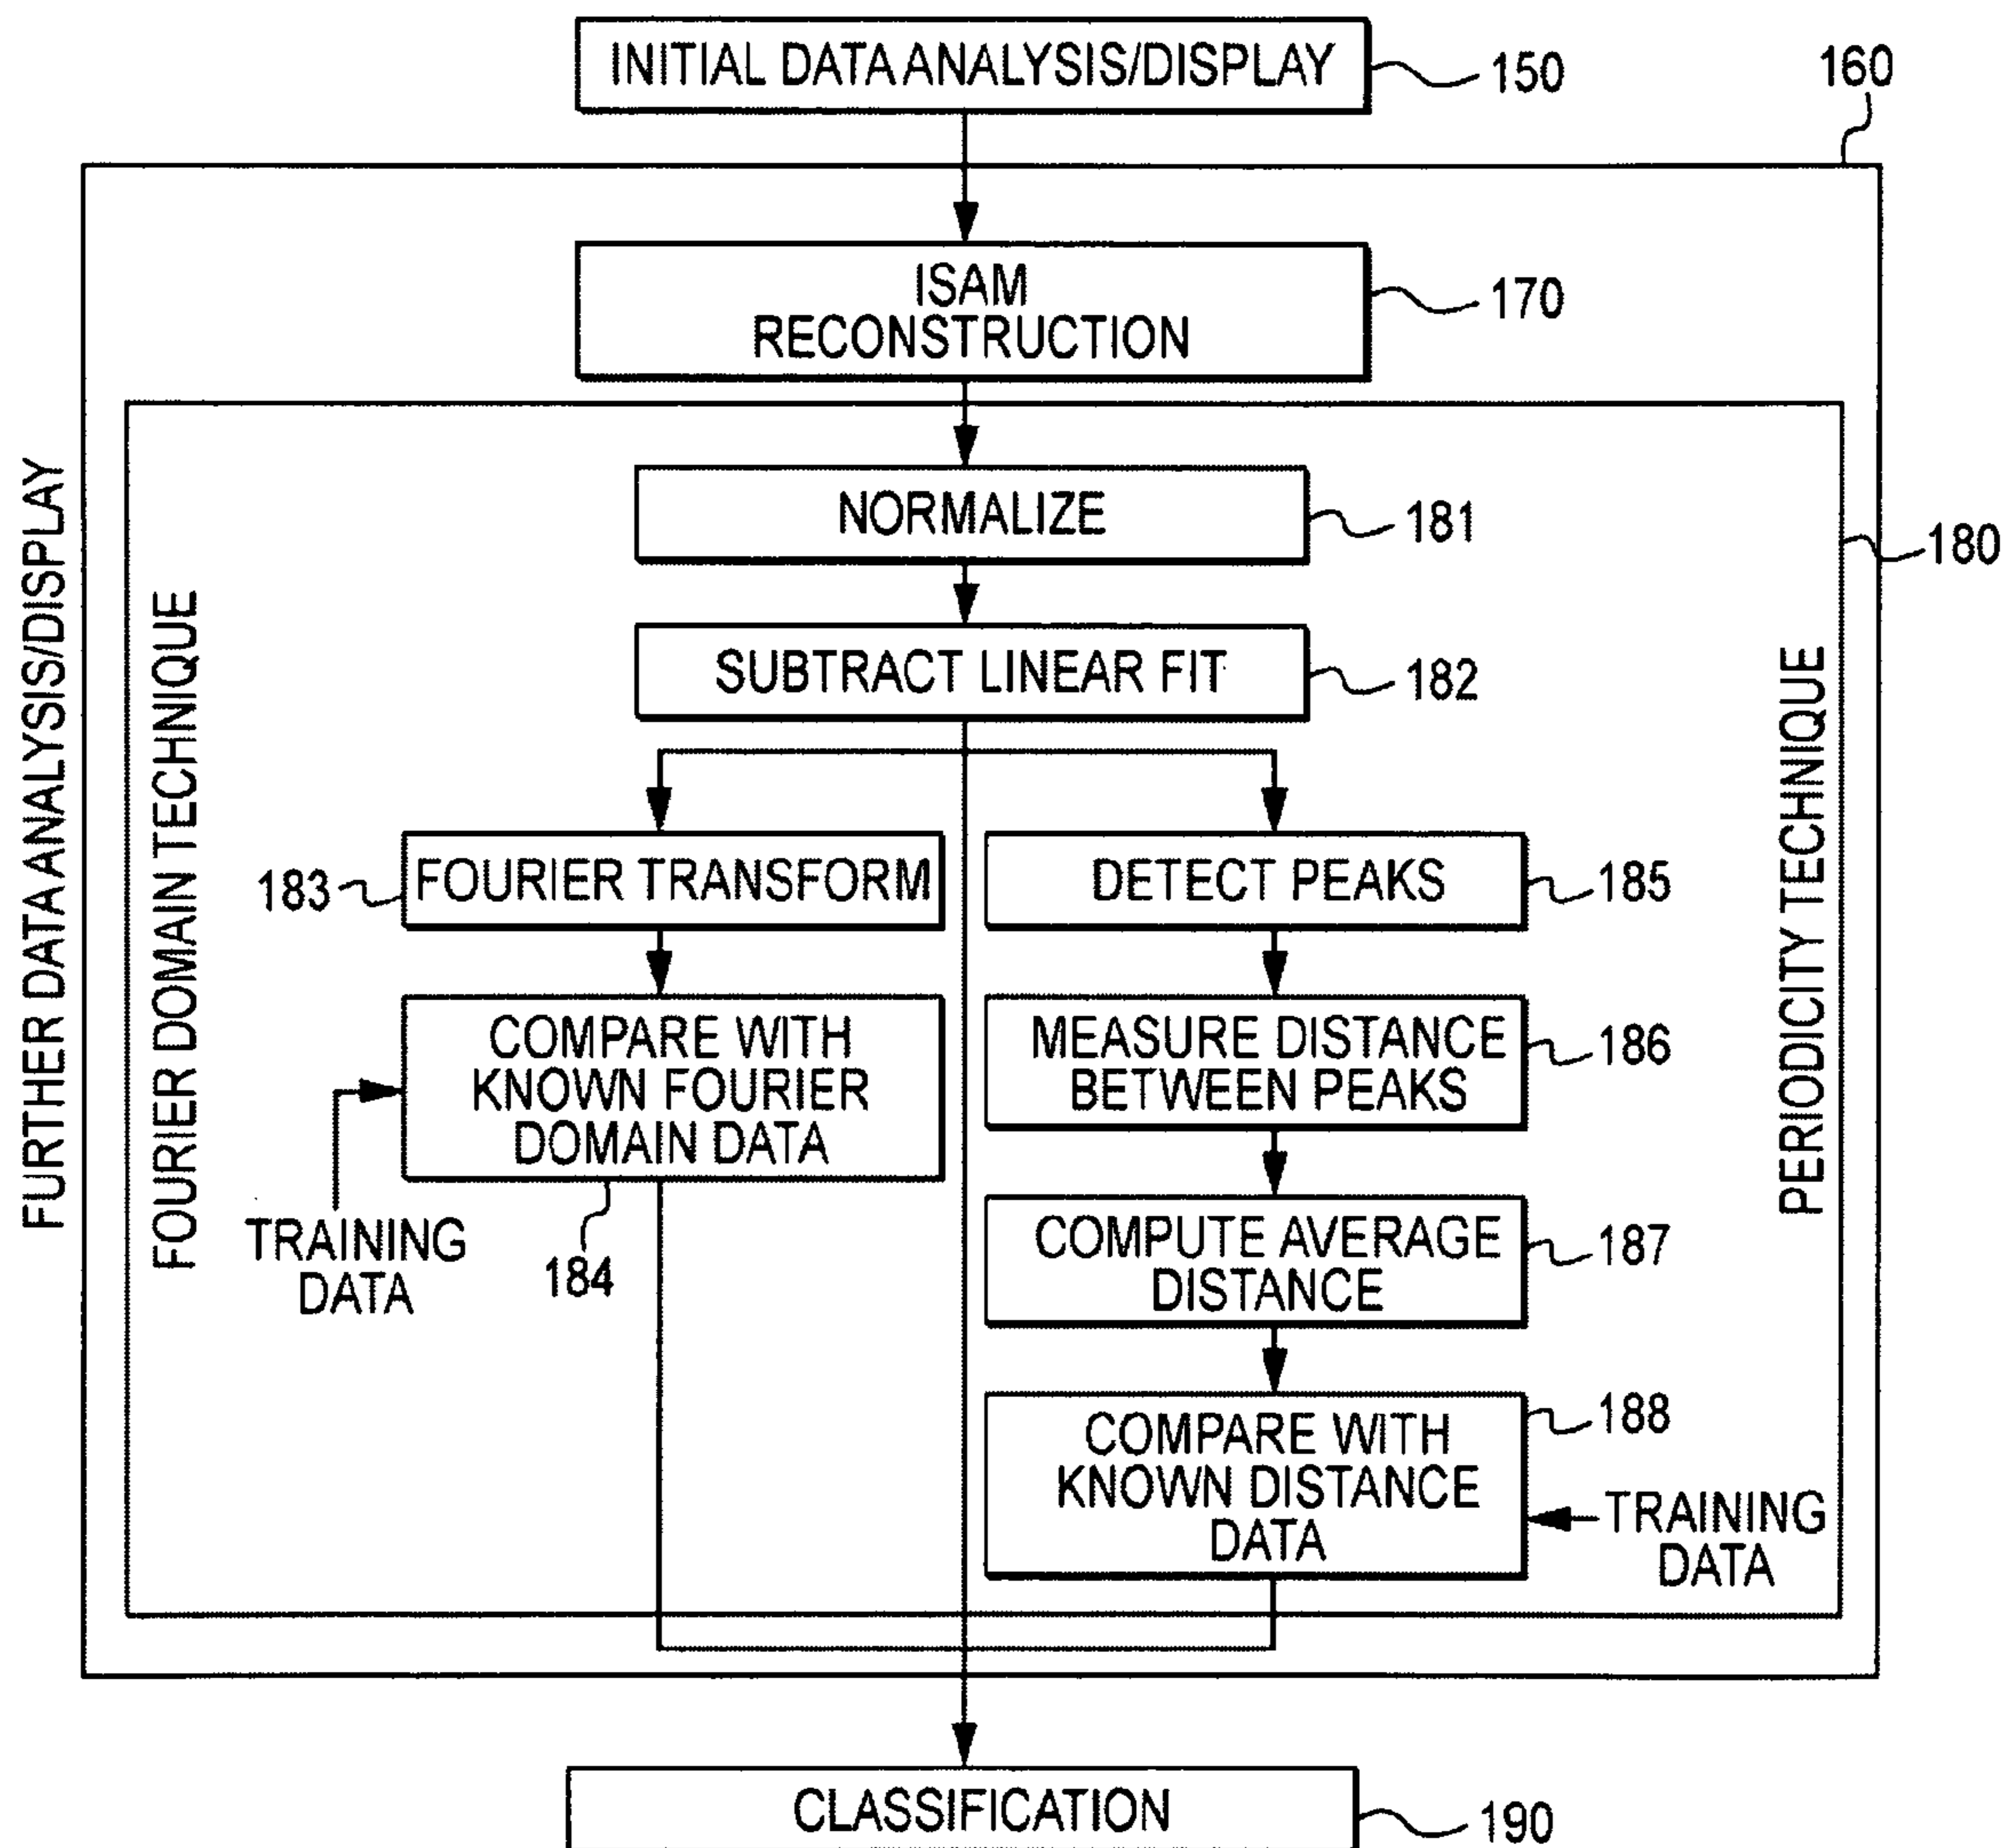 INITIAL DATA ANALYSIS/DISPLAY
150
160
ISAM
RECONSTRUCTION
170
FURTHER DATA ANALYSIS/DISPLAY
FOURIER DOMAIN TECHNIQUE
NORMALIZE
181
180
SUBTRACT LINEAR FIT
182
PERIODICITY TECHNIQUE
183
FOURIER TRANSFORM
DETECT PEAKS
185
COMPARE WITH
KNOWN FOURIER
DOMAIN DATA
184
TRAINING
DATA
MEASURE DISTANCE
BETWEEN PEAKS
186
COMPUTE AVERAGE
DISTANCE
187
COMPARE WITH
KNOWN DISTANCE
DATA
188
TRAINING
DATA
CLASSIFICATION
190